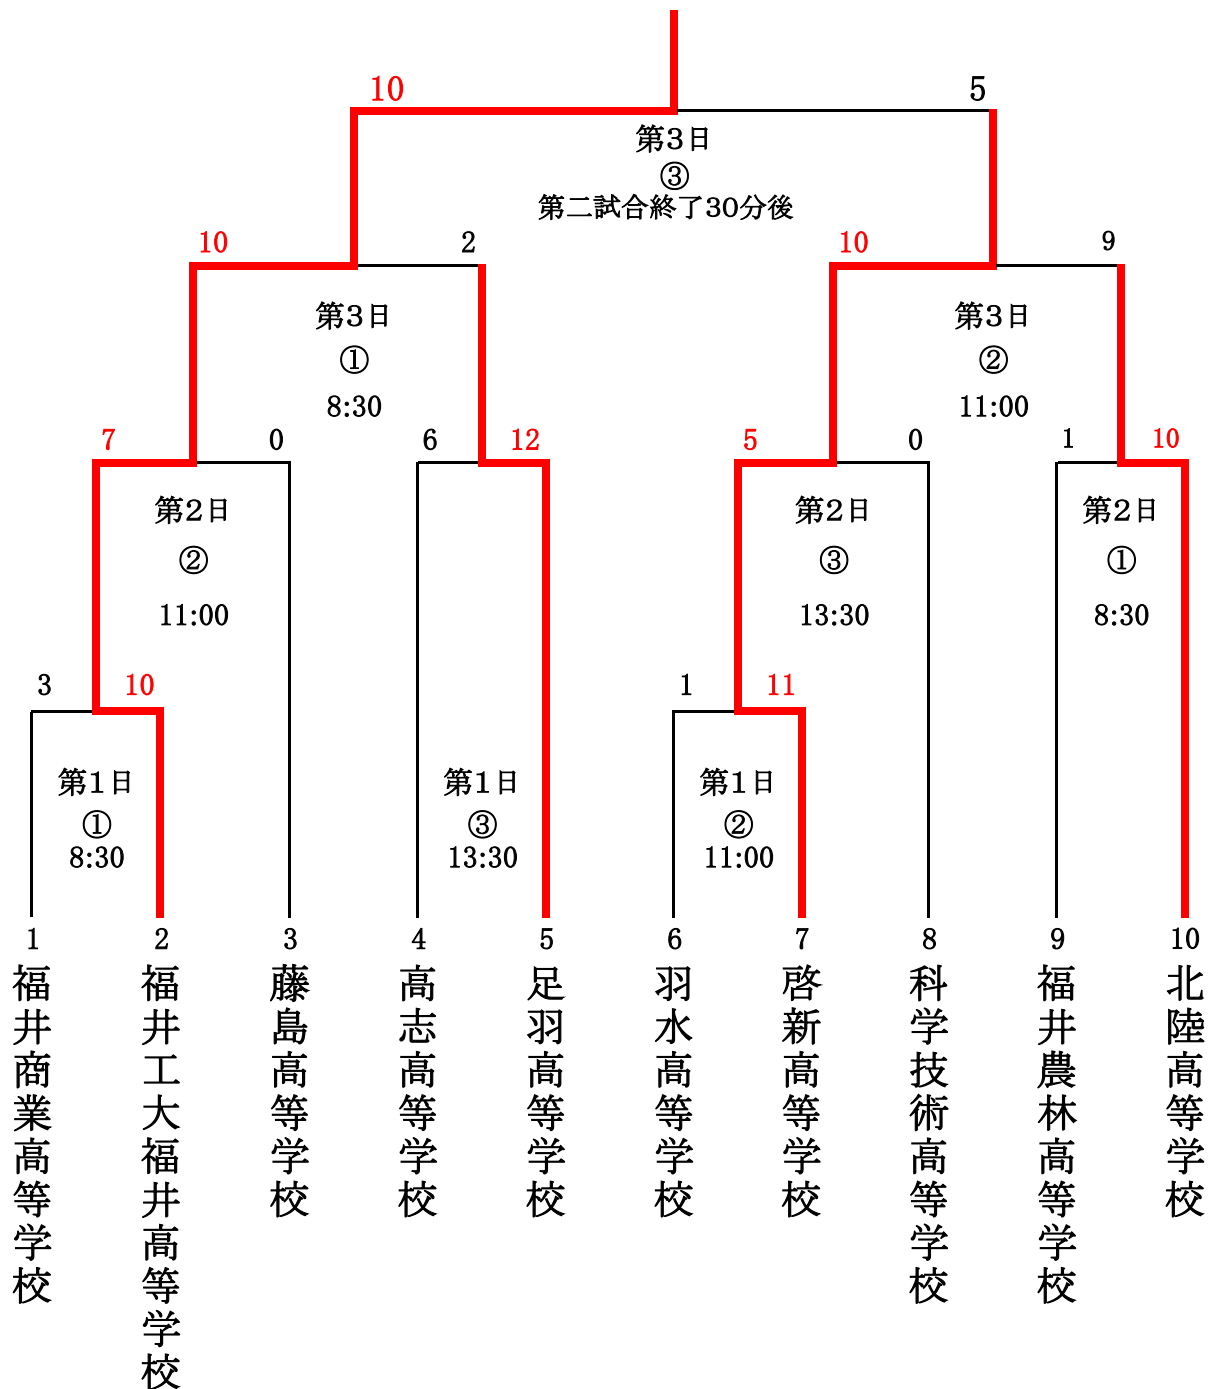 10 5
第3日
③
第二試合終了30分後
10 2 10 9
第3日 第3日
① ②
8:30 11:00
7 0 6 12 5 0 1 10
第2日 第2日 第2日
② ③ ①
11:00 13:30 8:30
3 10 1 11
第1日 第1日 第1日
① ③ ②
8:30 13:30 11:00
1 2 3 4 5 6 7 8 9 10
福井商業高等学校
福井工大福井高等学校
藤島高等学校
高志高等学校
足羽高等学校
羽水高等学校
啓新高等学校
科学技術高等学校
福井農林高等学校
北陸高等学校